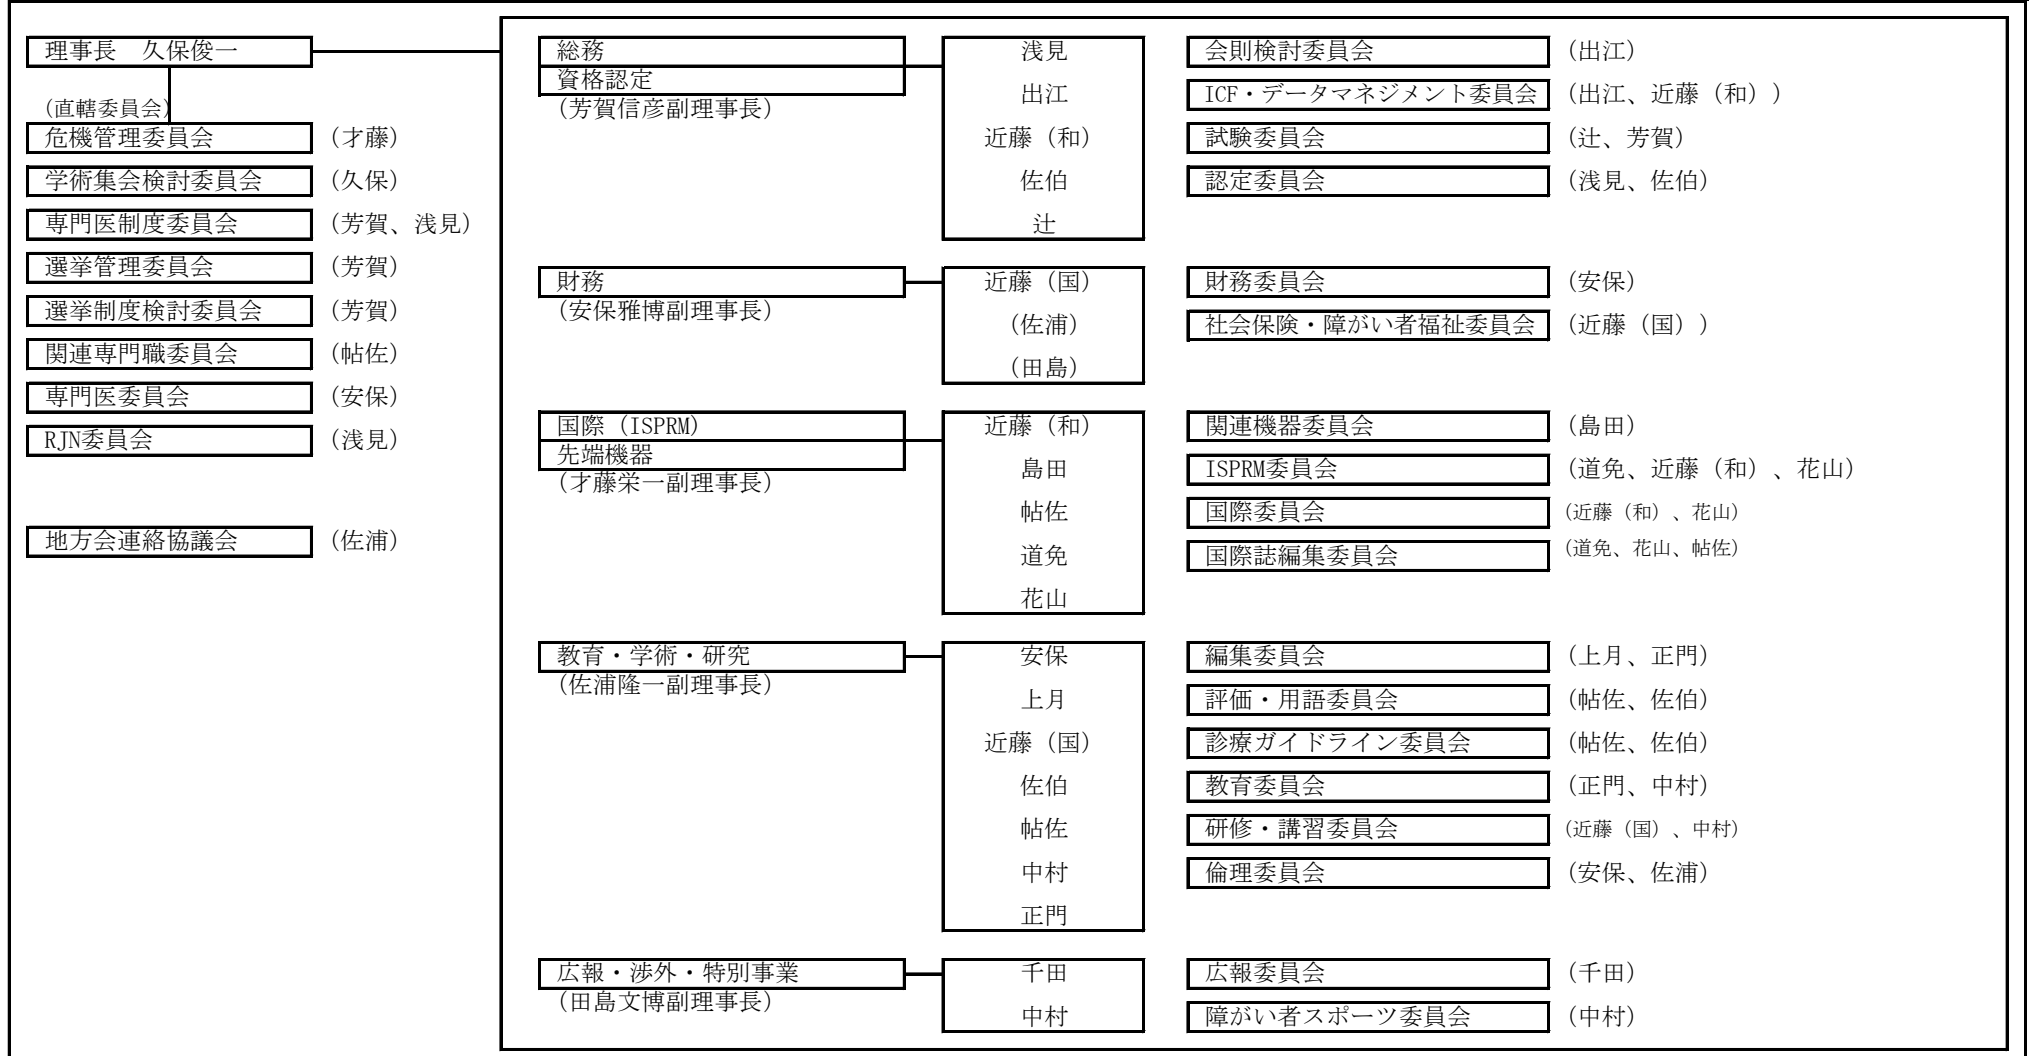 理事長　久保俊一
(直轄委員会)
危機管理委員会 (才藤)
学術集会検討委員会 (久保)
専門医制度委員会 (芳賀、浅見)
選挙管理委員会 (芳賀)
選挙制度検討委員会 (芳賀)
関連専門職委員会 (帖佐)
専門医委員会 (安保)
RJN委員会 (浅見)
地方会連絡協議会 (佐浦)
総務
資格認定
(芳賀信彦副理事長)
浅見
出江
近藤（和）
佐伯
辻
会則検討委員会 (出江)
ICF・データマネジメント委員会 (出江、近藤（和）)
試験委員会 (辻、芳賀)
認定委員会 (浅見、佐伯)
財務
(安保雅博副理事長)
近藤（国）
(佐浦)
(田島)
財務委員会 (安保)
社会保険・障がい者福祉委員会 (近藤（国）)
国際（ISPRM）
先端機器
(才藤栄一副理事長)
近藤（和）
島田
帖佐
道免
花山
関連機器委員会 (島田)
ISPRM委員会 (道免、近藤（和）、花山)
国際委員会 (近藤（和）、花山)
国際誌編集委員会 (道免、花山、帖佐)
教育・学術・研究
(佐浦隆一副理事長)
安保
上月
近藤（国）
佐伯
帖佐
中村
正門
編集委員会 (上月、正門)
評価・用語委員会 (帖佐、佐伯)
診療ガイドライン委員会 (帖佐、佐伯)
教育委員会 (正門、中村)
研修・講習委員会 (近藤（国）、中村)
倫理委員会 (安保、佐浦)
広報・渉外・特別事業
(田島文博副理事長)
千田
中村
広報委員会 (千田)
障がい者スポーツ委員会 (中村)